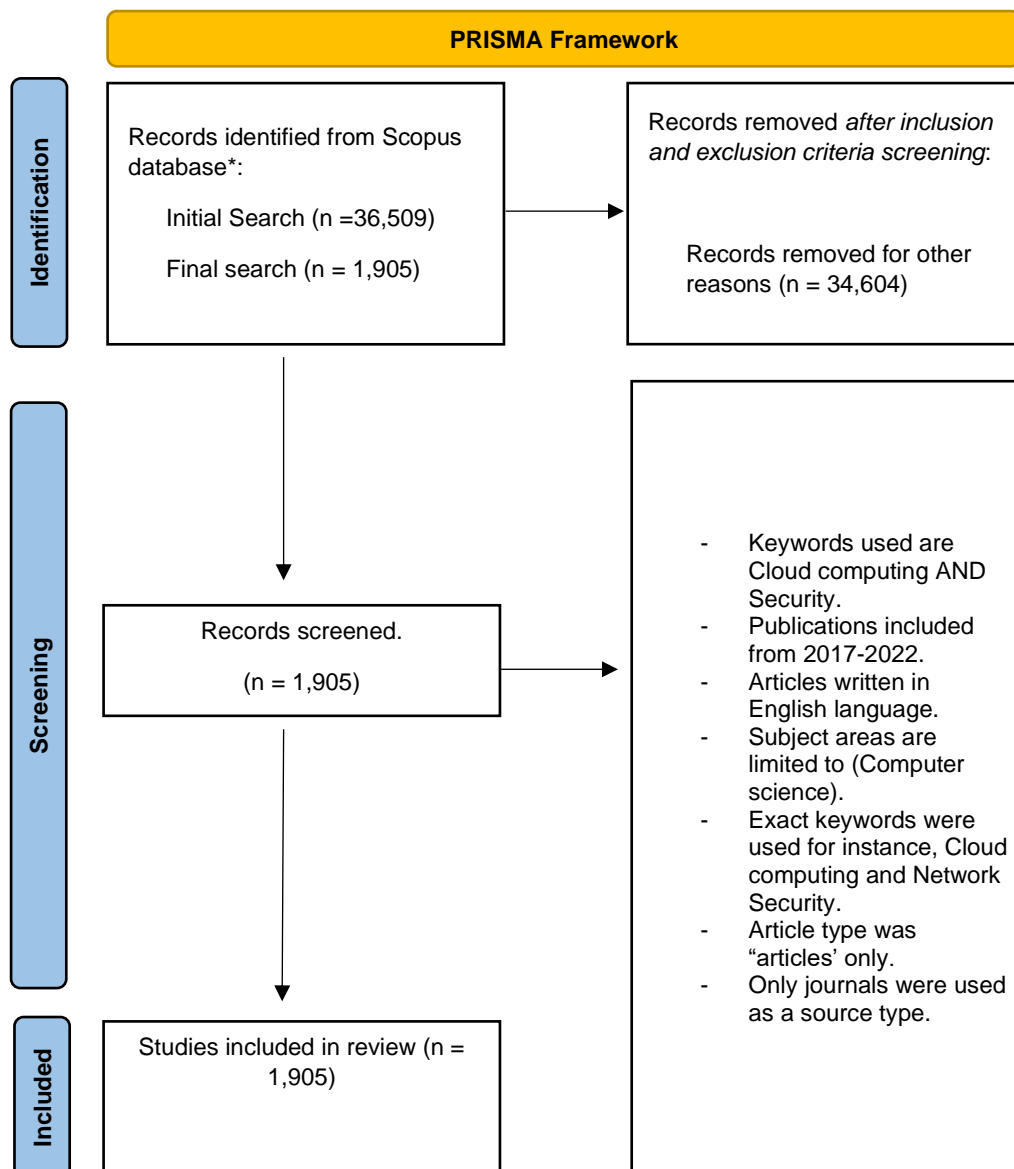 PRISMA Framework
Identification
Records identified from Scopus
database*:
Initial Search (n =36,509)
Final search (n = 1,905)
Records removed after inclusion
and exclusion criteria screening:
Records removed for other
reasons (n = 34,604)
Screening
Records screened.
(n = 1,905)
- Keywords used are
Cloud computing AND
Security.
- Publications included
from 2017-2022.
- Articles written in
English language.
- Subject areas are
limited to (Computer
science).
- Exact keywords were
used for instance, Cloud
computing and Network
Security.
- Article type was
“articles’ only.
- Only journals were used
as a source type.
Included
Studies included in review (n =
1,905)